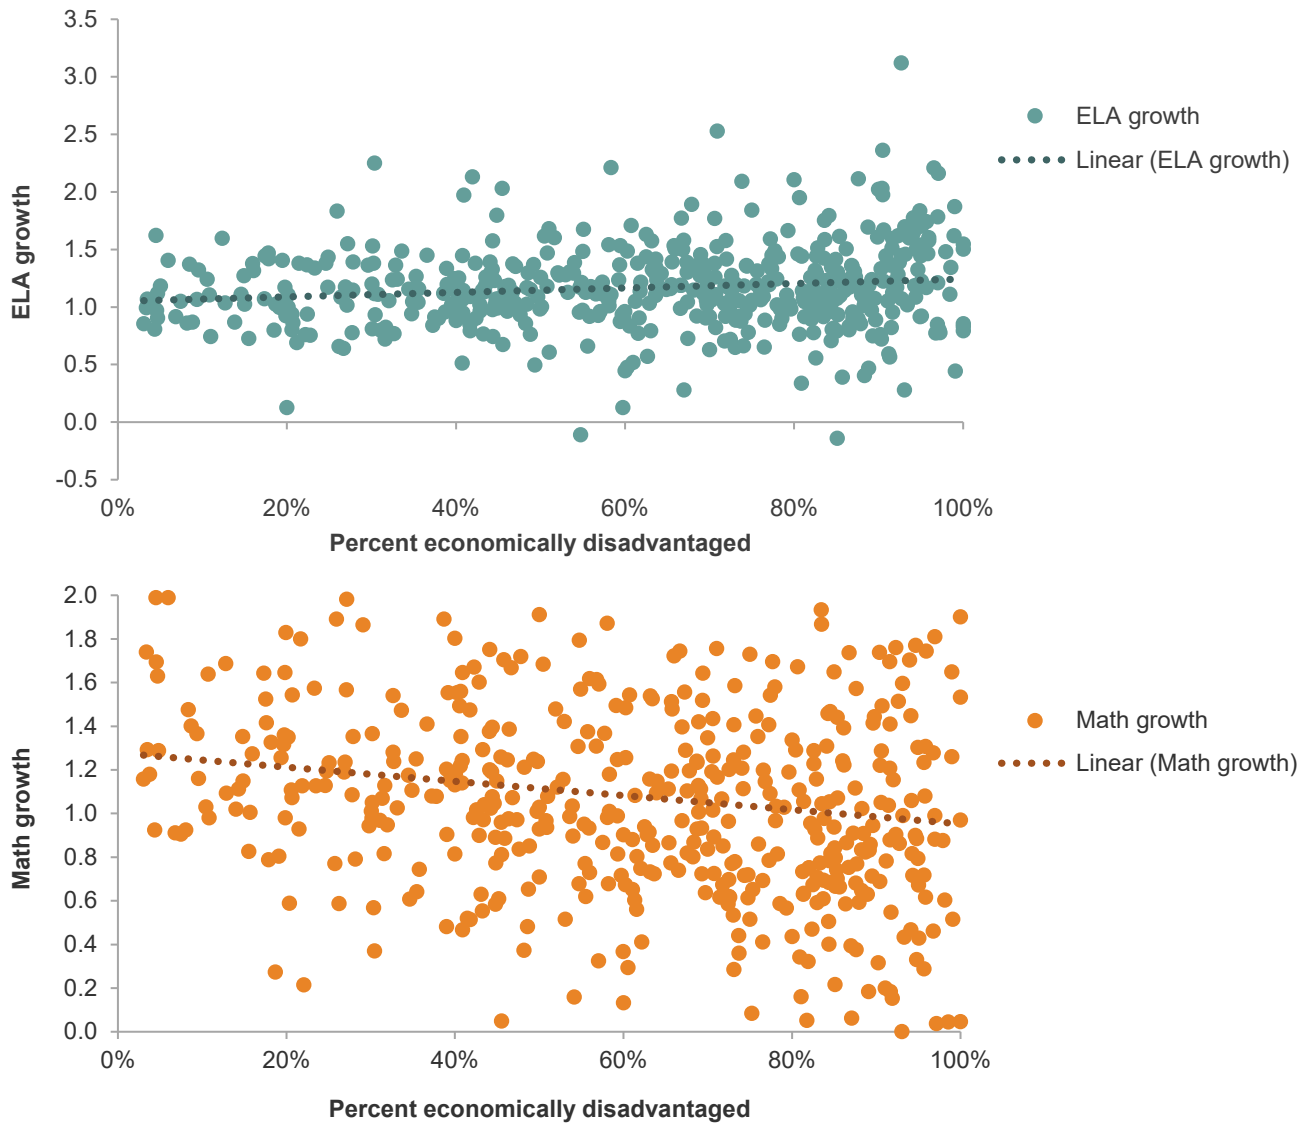 3.5
3.0
2.5
2.0
1.5
1.0
0.5
0.0
-0.5
ELA growth
0% 20% 40% 60% 80% 100%
Percent economically disadvantaged
ELA growth
Linear (ELA growth)
2.0
1.8
1.6
1.4
1.2
1.0
0.8
0.6
0.4
0.2
0.0
Math growth
0% 20% 40% 60% 80% 100%
Percent economically disadvantaged
Math growth
Linear (Math growth)